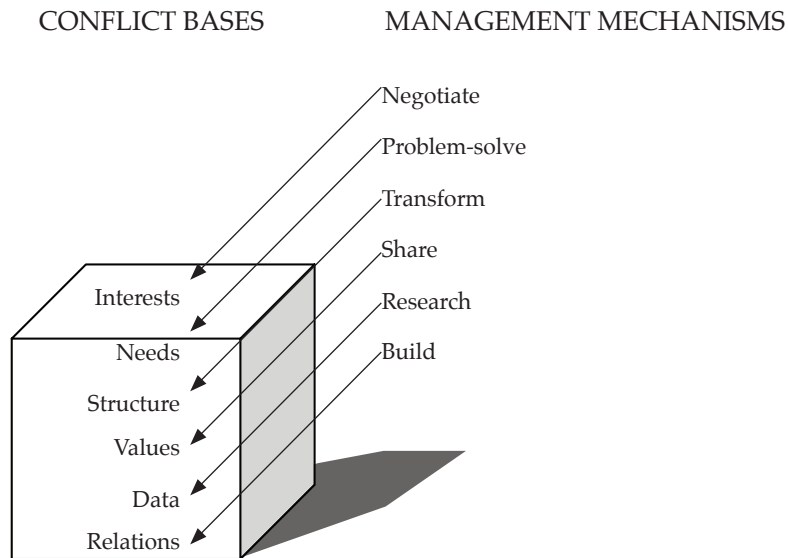 CONFLICT BASES
MANAGEMENT MECHANISMS
Negotiate
Problem-solve
Transform
Share
Research
Build
Interests
Needs
Structure
Values
Data
Relations